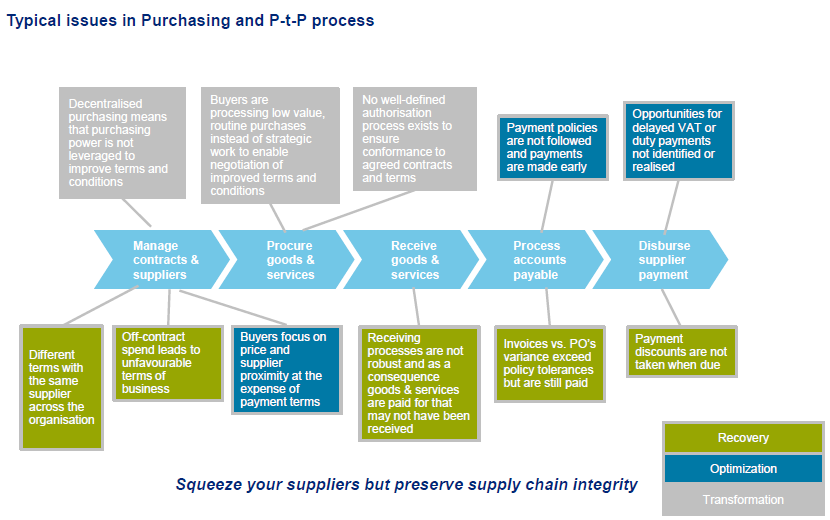 Typical issues in Purchasing and P-t-P process
Decentralised
purchasing means
that purchasing
power is not
leveraged to
improve terms and
conditions
Buyers are
processing low value,
routine purchases
instead of strategic
work to enable
negotiation of
improved terms and
conditions
No well-defined
authorisation
process exists to
ensure
conformance to
agreed contracts
and terms
Payment policies
are not followed
and payments
are made early
Opportunities for
delayed VAT or
duty payments
not identified or
realised
Manage
contracts &
suppliers
Procure
goods &
services
Receive
goods &
services
Process
accounts
payable
Disburse
supplier
payment
Different
terms with
the same
supplier
across the
organisation
Off-contract
spend leads to
unfavourable
terms of
business
Buyers focus on
price and
supplier
proximity at the
expense of
payment terms
Receiving
processes are not
robust and as a
consequence
goods & services
are paid for that
may not have been
received
Invoices vs. PO's
variance exceed
policy tolerances
but are still paid
Payment
discounts are not
taken when due
Recovery
Optimization
Transformation
Squeeze your suppliers but preserve supply chain integrity